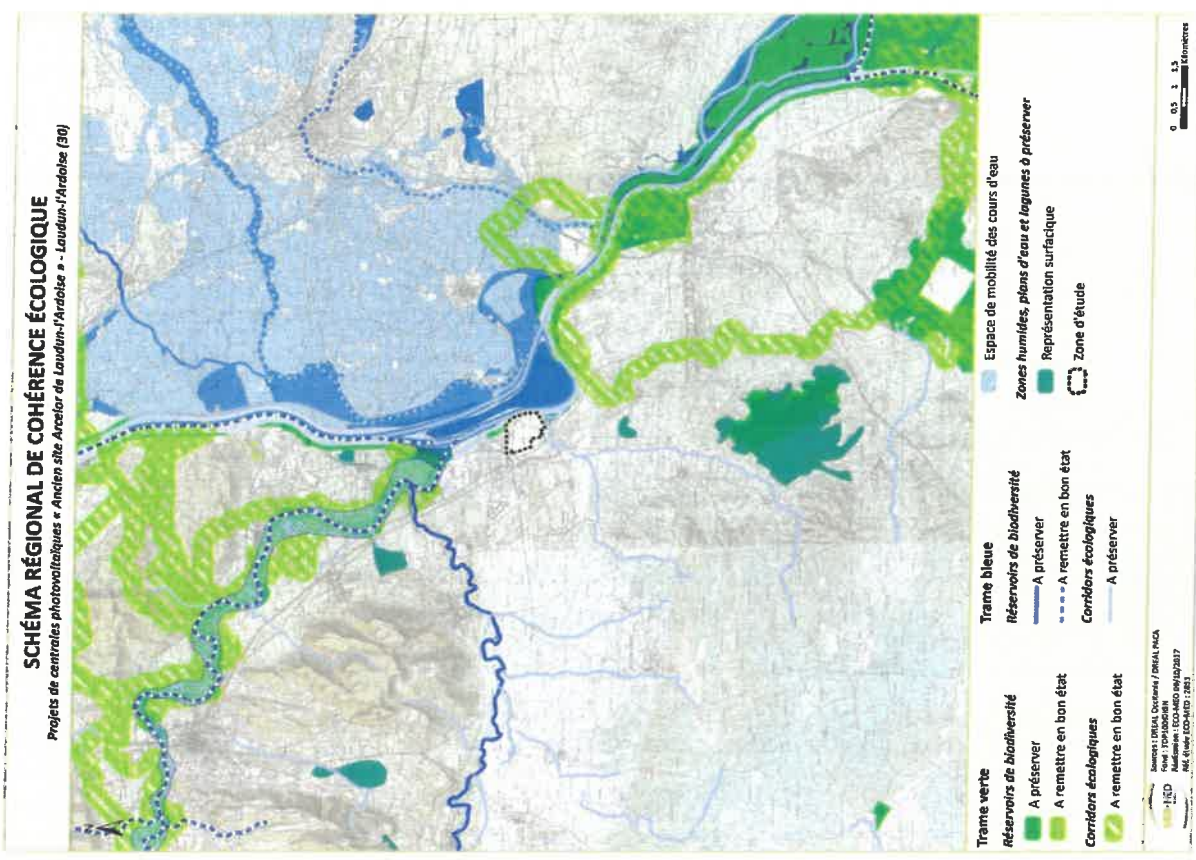 SCHÉMA RÉGIONAL DE COHÉRENCE ÉCOLOGIQUE
Projets de centrales photovoltaïques « Ancien site Arcelor de Laudun-l'Ardoise » - Laudun-l'Ardoise (30)
Trame verte
Réservoirs de biodiversité
A préserver
A remettre en bon état
Corridors écologiques
A remettre en bon état
Trame bleue
Réservoirs de biodiversité
A préserver
A remettre en bon état
Corridors écologiques
A préserver
Espace de mobilité des cours d'eau
Zones humides, plans d'eau et lagunes à préserver
Représentation surfacique
Zone d'étude
Sources : DREAL Occitanie / DREAL PACA
Fond : TOP100©IGN
Réalisation : ECO-MED 09/10/2017
Réf. étude ECO-MED : 2853
0 0,5 1 1,5
Kilomètres